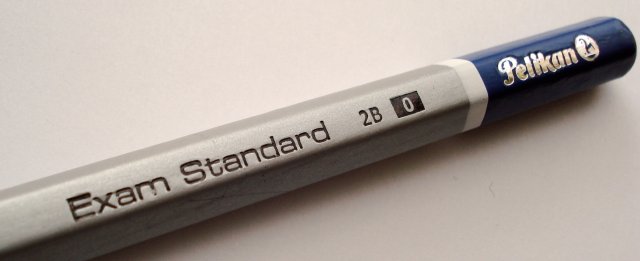 Exam Standard 2B 0 Pelikan